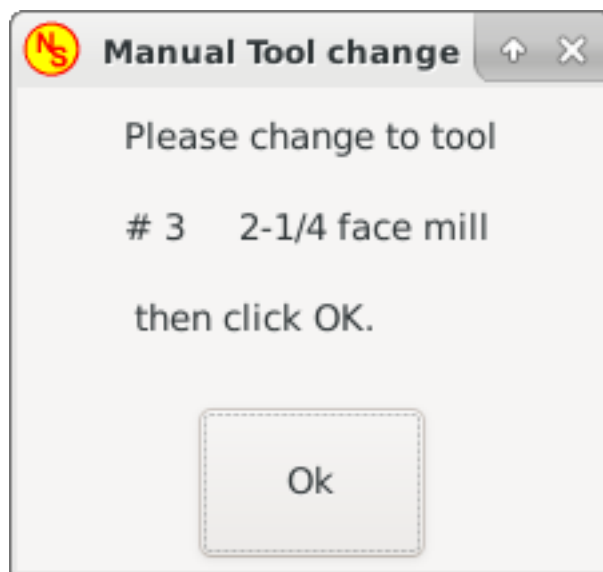 NS Manual Tool change
Please change to tool
# 3 2-1/4 face mill
then click OK.
Ok